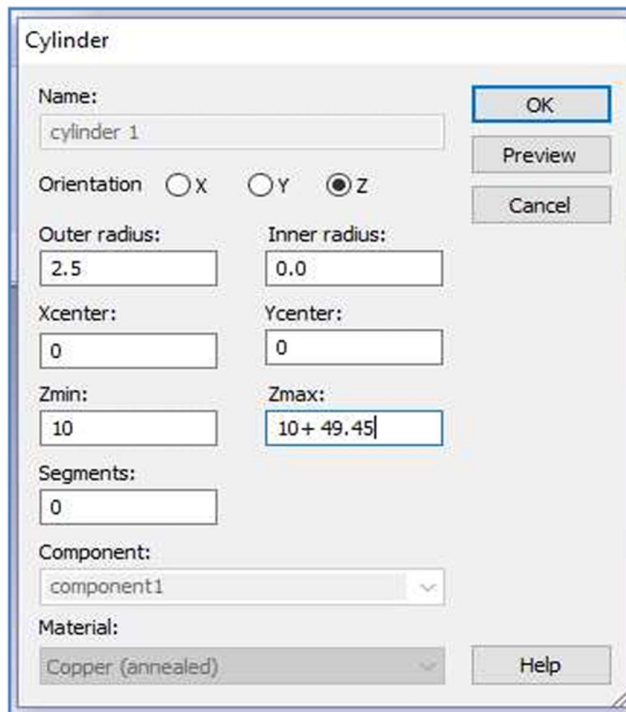 Cylinder
Name:
OK
cylinder 1
Preview
Orientation X Y Z
Cancel
Outer radius: Inner radius:
2.5 0.0
Xcenter: Ycenter:
0 0
Zmin: Zmax:
10 10+ 49.45
Segments:
0
Component:
component1
Material:
Copper (annealed)
Help